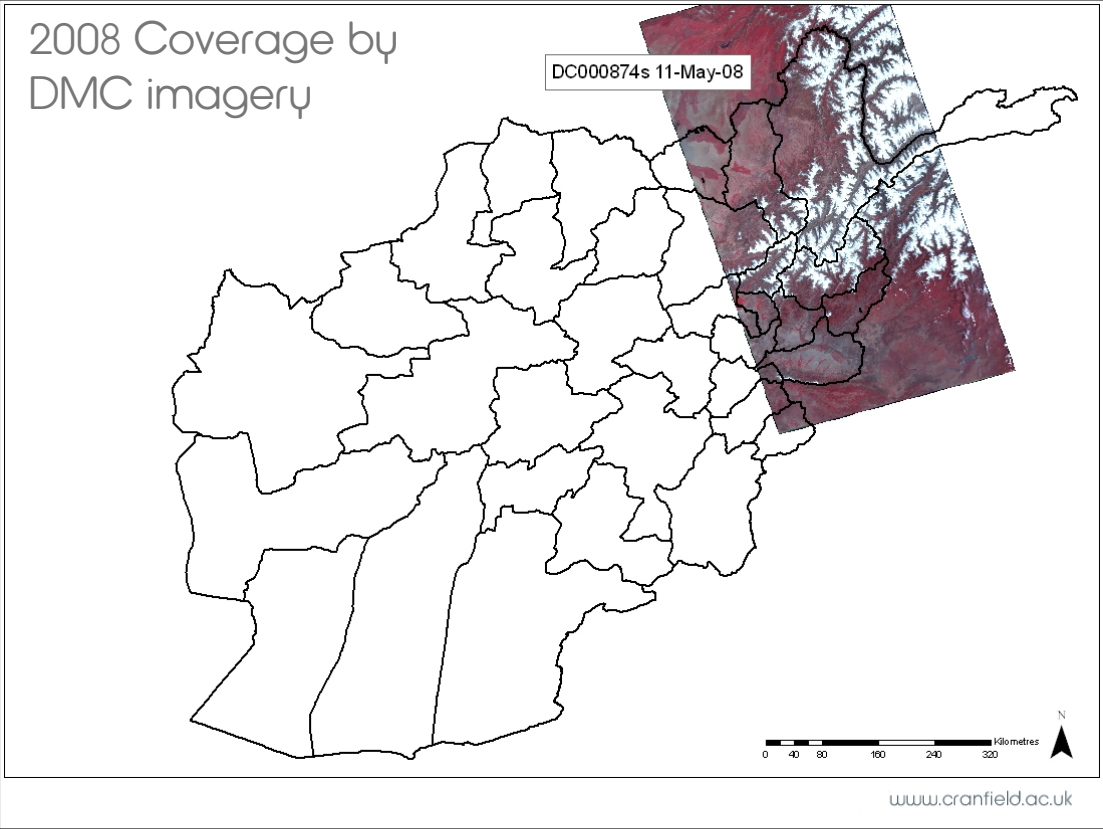 2008 Coverage by
DMC imagery
DC000874s 11-May-08
N
Kilometres
0 40 80 160 240 320
www.cranfield.ac.uk